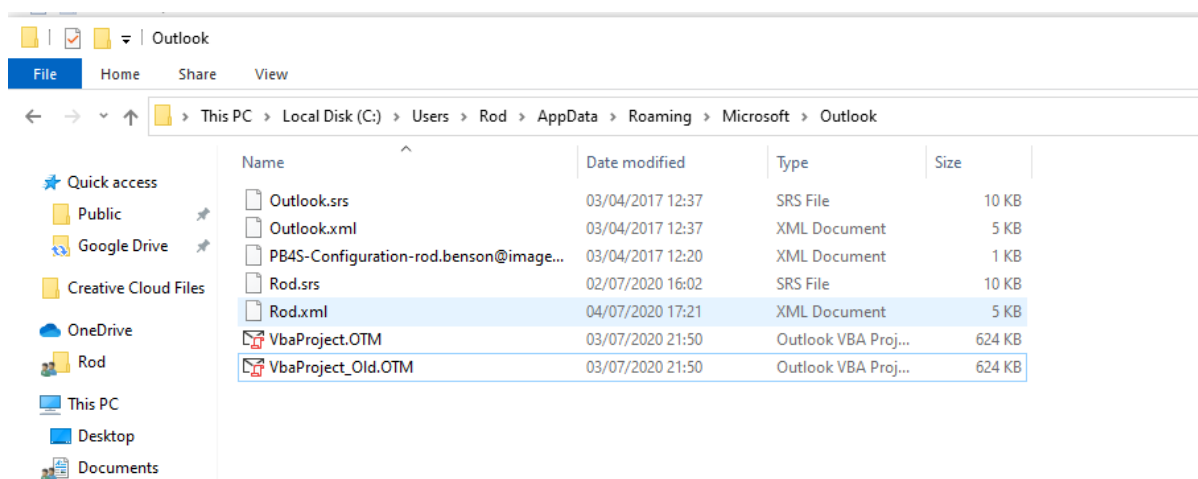 Outlook
File Home Share View
This PC > Local Disk (C:) > Users > Rod > AppData > Roaming > Microsoft > Outlook
Name Date modified Type Size
Quick access
Public
Google Drive
Creative Cloud Files
OneDrive
Rod
This PC
Desktop
Documents
Outlook.srs 03/04/2017 12:37 SRS File 10 KB
Outlook.xml 03/04/2017 12:37 XML Document 5 KB
PB4S-Configuration-rod.benson@image... 03/04/2017 12:20 XML Document 1 KB
Rod.srs 02/07/2020 16:02 SRS File 10 KB
Rod.xml 04/07/2020 17:21 XML Document 5 KB
VbaProject.OTM 03/07/2020 21:50 Outlook VBA Proj... 624 KB
VbaProject_Old.OTM 03/07/2020 21:50 Outlook VBA Proj... 624 KB